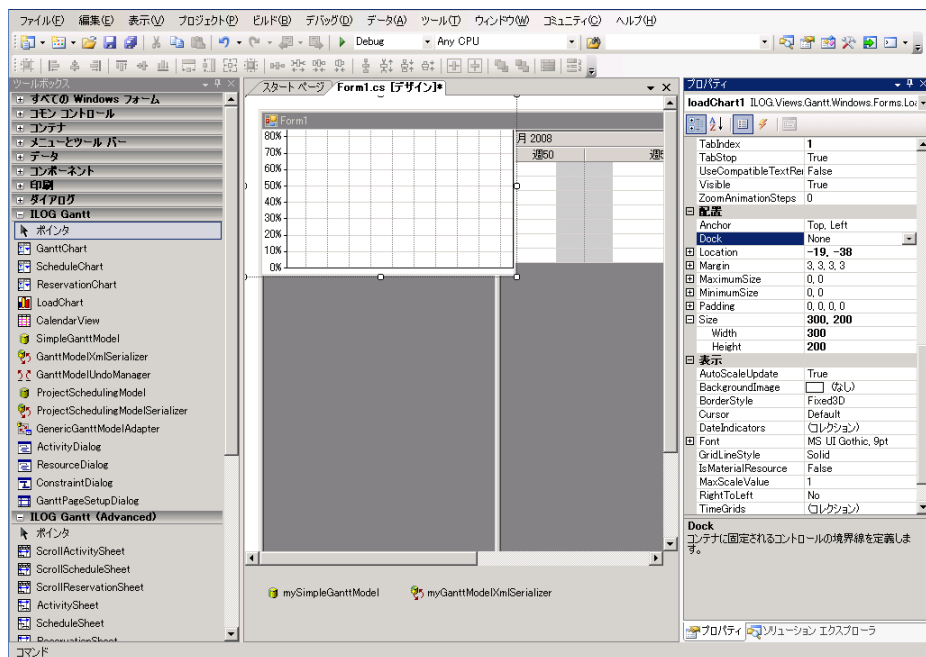 ファイル(F) 編集(E) 表示(V) プロジェクト(P) ビルド(B) デバッグ(D) データ(A) ツール(T) ウィンドウ(W) コミュニティ(C) ヘルプ(H)
Debug Any CPU
ツールボックス
すべての Windows フォーム
コモン コントロール
コンテナ
メニューとツール バー
データ
コンポーネント
印刷
ダイアログ
ILOG Gantt
ポインタ
GanttChart
ScheduleChart
ReservationChart
LoadChart
CalendarView
SimpleGanttModel
GanttModelXmlSerializer
GanttModelUndoManager
ProjectSchedulingModel
ProjectSchedulingModelSerializer
GenericGanttModelAdapter
ActivityDialog
ResourceDialog
ConstraintDialog
GanttPageSetupDialog
ILOG Gantt (Advanced)
ポインタ
ScrollActivitySheet
ScrollScheduleSheet
ScrollReservationSheet
ActivitySheet
ScheduleSheet
ReservationSheet
コマンド
スタート ページ Form1.cs [デザイン]*
Form1
80%
70%
60%
50%
40%
30%
20%
10%
0%
月 2008
週50 週5
mySimpleGanttModel myGanttModelXmlSerializer
プロパティ
loadChart1 ILOG.Views.Gantt.Windows.Forms.Loa
TabIndex 1
TabStop True
UseCompatibleTextRei False
Visible True
ZoomAnimationSteps 0
配置
Anchor Top, Left
Dock None
Location -19, -38
Margin 3, 3, 3, 3
MaximumSize 0, 0
MinimumSize 0, 0
Padding 0, 0, 0, 0
Size 300, 200
Width 300
Height 200
表示
AutoScaleUpdate True
BackgroundImage (なし)
BorderStyle Fixed3D
Cursor Default
DateIndicators (コレクション)
Font MS UI Gothic, 9pt
GridLineStyle Solid
IsMaterialResource False
MaxScaleValue 1
RightToLeft No
TimeGrids (コレクション)
Dock
コンテナに固定されるコントロールの境界線を定義しま
す。
プロパティ ソリューション エクスプローラ